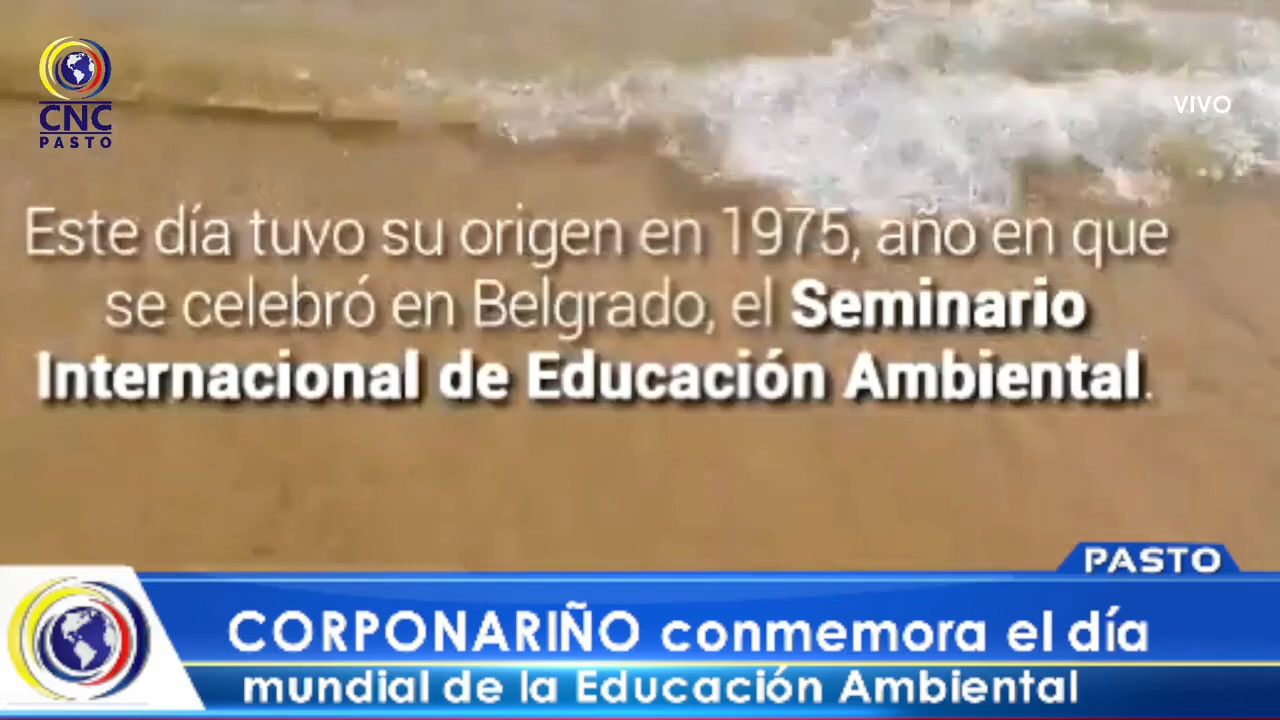 CNC
PASTO
VIVO
Este día tuvo su origen en 1975, año en que
se celebró en Belgrado, el Seminario
Internacional de Educación Ambiental.
PASTO
CORPONARIÑO conmemora el día
mundial de la Educación Ambiental